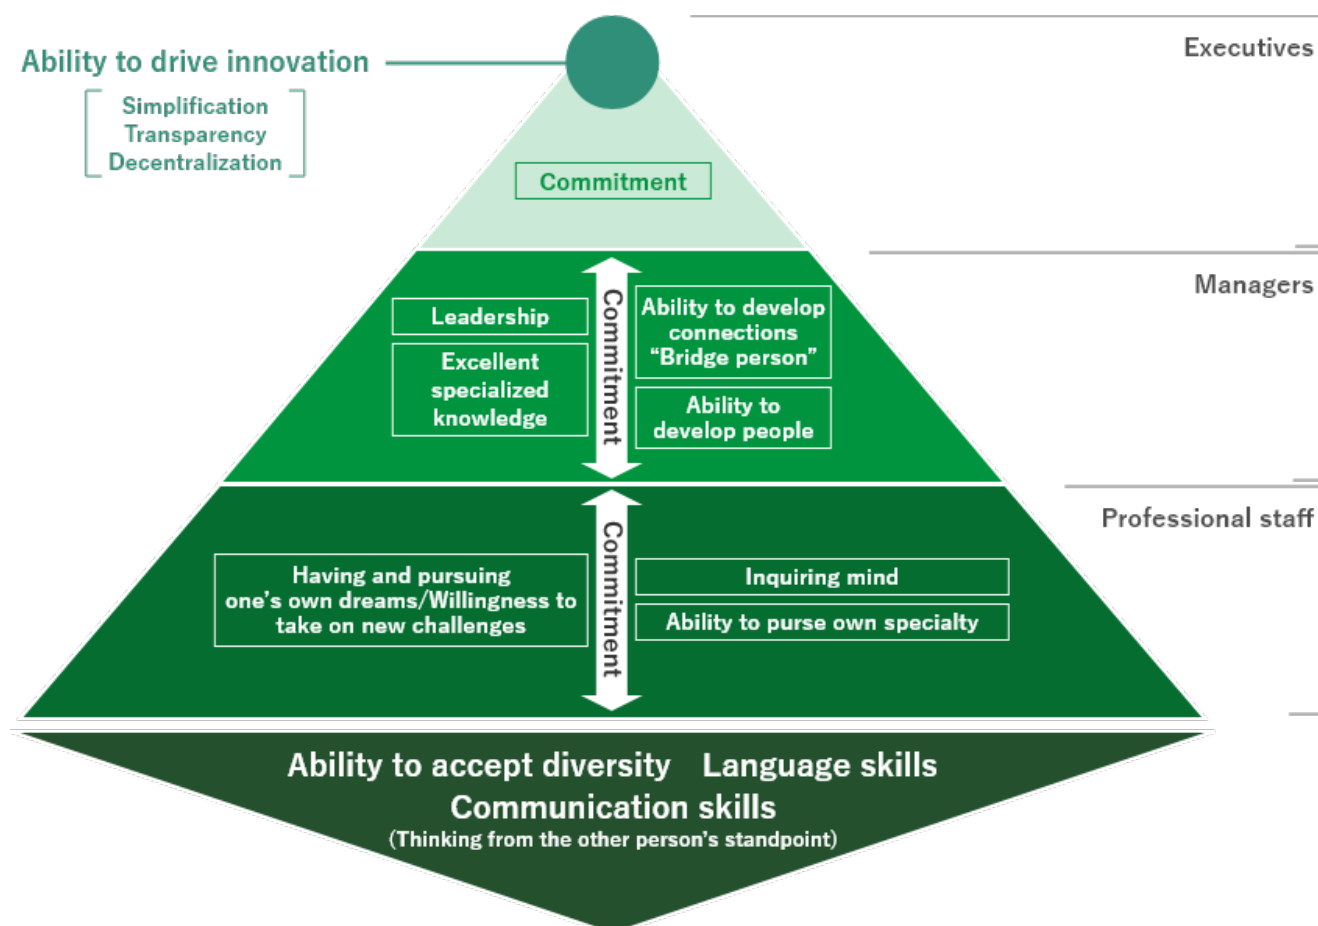 Ability to drive innovation
Simplification
Transparency
Decentralization
Executives
Commitment
Managers
Leadership
Excellent
specialized
knowledge
Commitment
Ability to develop
connections
“Bridge person”
Ability to
develop people
Professional staff
Having and pursuing
one’s own dreams/Willingness to
take on new challenges
Commitment
Inquiring mind
Ability to purse own specialty
Ability to accept diversity Language skills
Communication skills
(Thinking from the other person’s standpoint)